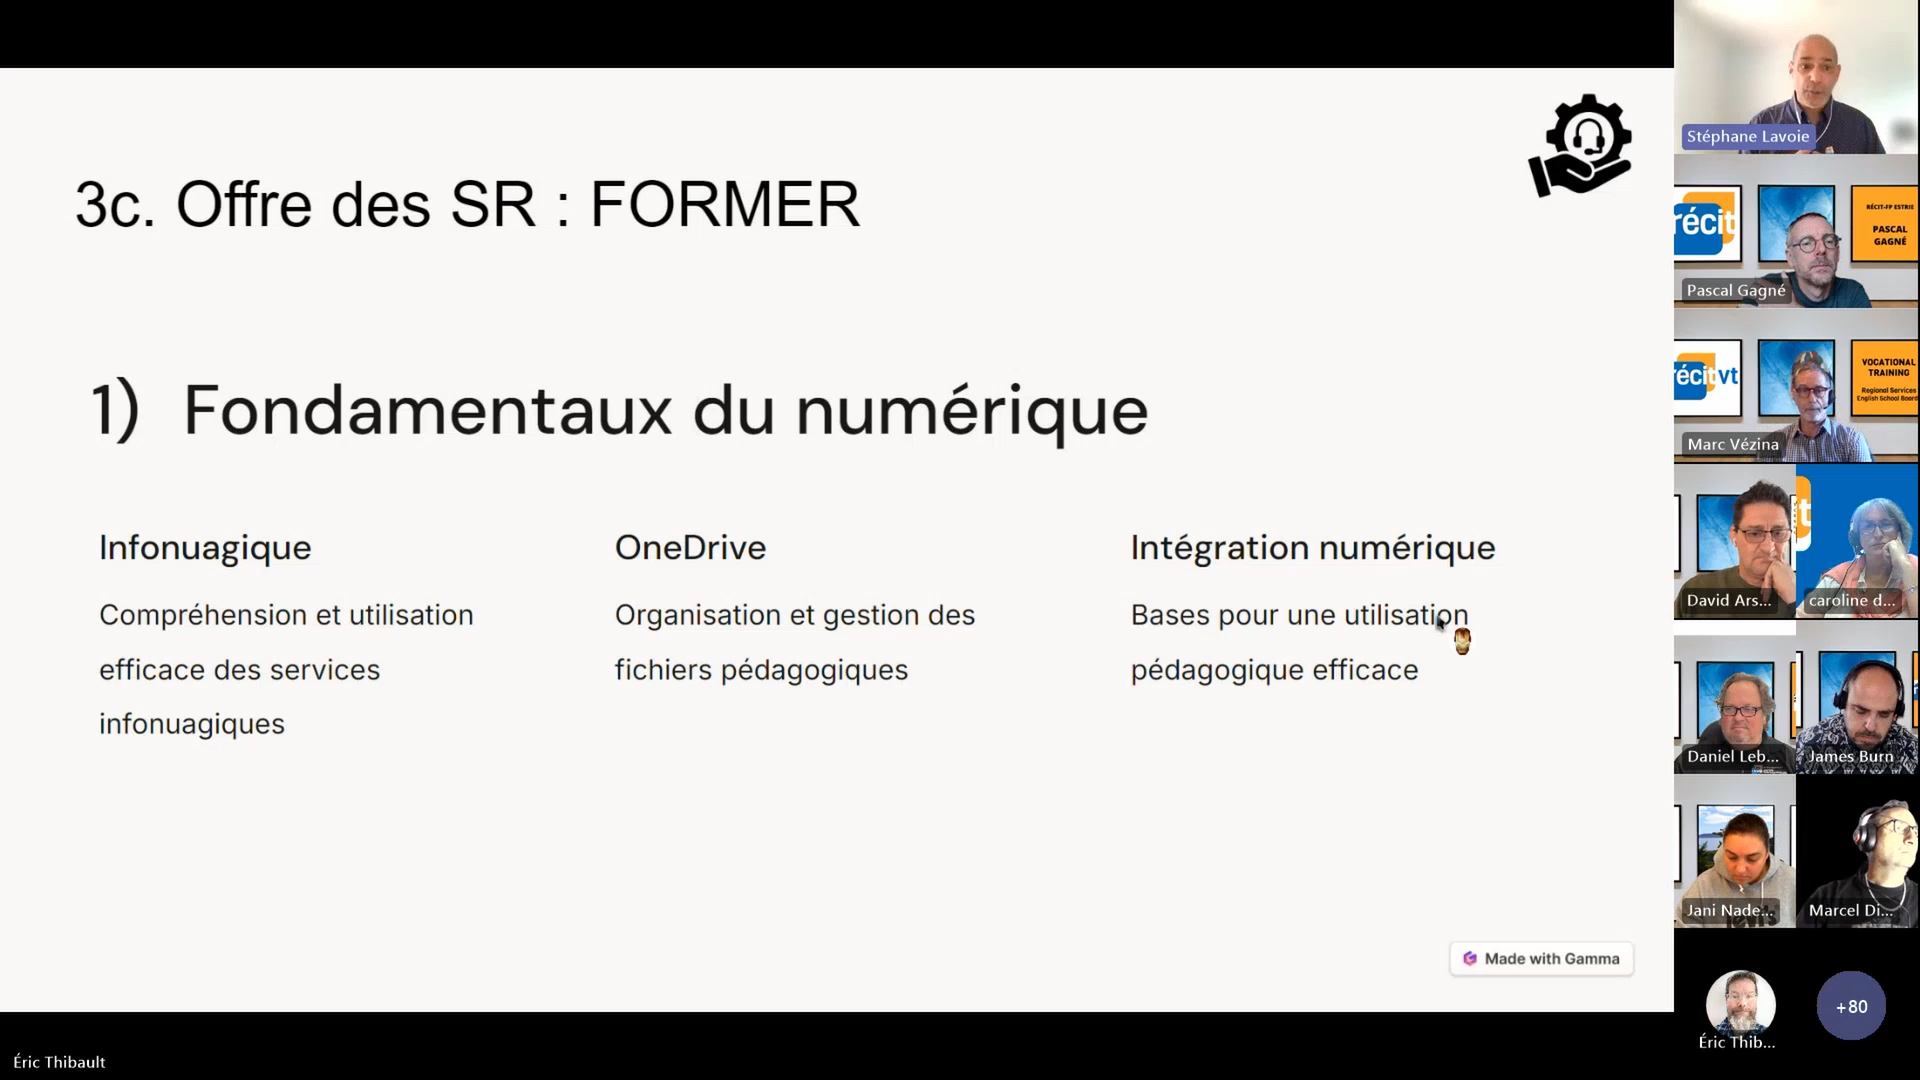 3c. Offre des SR : FORMER
1) Fondamentaux du numérique
Infonuagique
Compréhension et utilisation
efficace des services
infonuagiques
OneDrive
Organisation et gestion des
fichiers pédagogiques
Intégration numérique
Bases pour une utilisation
pédagogique efficace
Made with Gamma
Éric Thibault
Stéphane Lavoie
récit
RÉCIT-FP ESTRIE
PASCAL
GAGNÉ
Pascal Gagné
récitvt
VOCATIONAL
TRAINING
Regional Services
English School Board
Marc Vézina
David Ars...
caroline d...
Daniel Leb...
James Burn
Jani Nade...
Marcel Di...
Éric Thib...
+80